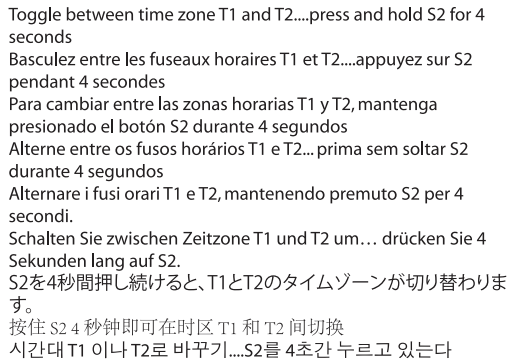 Toggle between time zone T1 and T2....press and hold S2 for 4
seconds
Basculez entre les fuseaux horaires T1 et T2....appuyez sur S2
pendant 4 secondes
Para cambiar entre las zonas horarias T1 y T2, mantenga
presionado el botón S2 durante 4 segundos
Alterne entre os fusos horários T1 e T2... prima sem soltar S2
durante 4 segundos
Alternare i fusi orari T1 e T2, mantenendo premuto S2 per 4
secondi.
Schalten Sie zwischen Zeitzone T1 und T2 um… drücken Sie 4
Sekunden lang auf S2.
S2を4秒間押し続けると、T1とT2のタイムゾーンが切り替わりま
す。
按住 S2 4 秒钟即可在时区 T1 和 T2 间切换
시간대 T1 이나 T2로 바꾸기....S2를 4초간 누르고 있는다